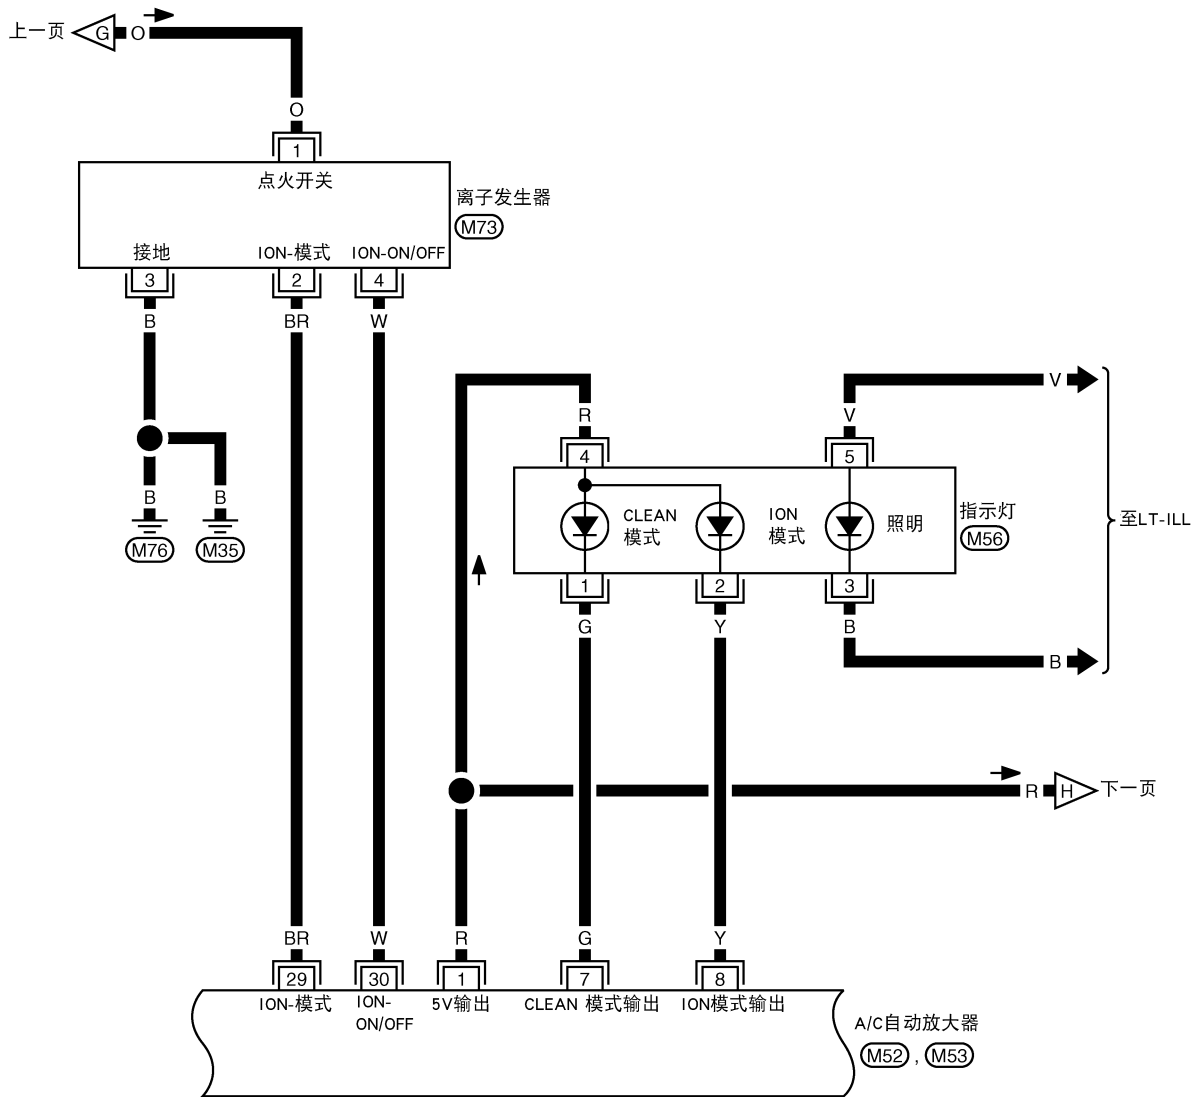 上一页 G O
O
1
点火开关
离子发生器
M73
接地 ION-模式 ION-ON/OFF
3 2 4
B BR W
V
R V
4 5
B B
M76 M35
CLEAN
模式
ION
模式
照明
指示灯
M56
至LT-ILL
1 2 3
G Y B
B
R H 下一页
BR W R G Y
29 30 1 7 8
ION-模式
ION-
ON/OFF
5V输出
CLEAN 模式输出
ION模式输出
A/C自动放大器
M52 , M53